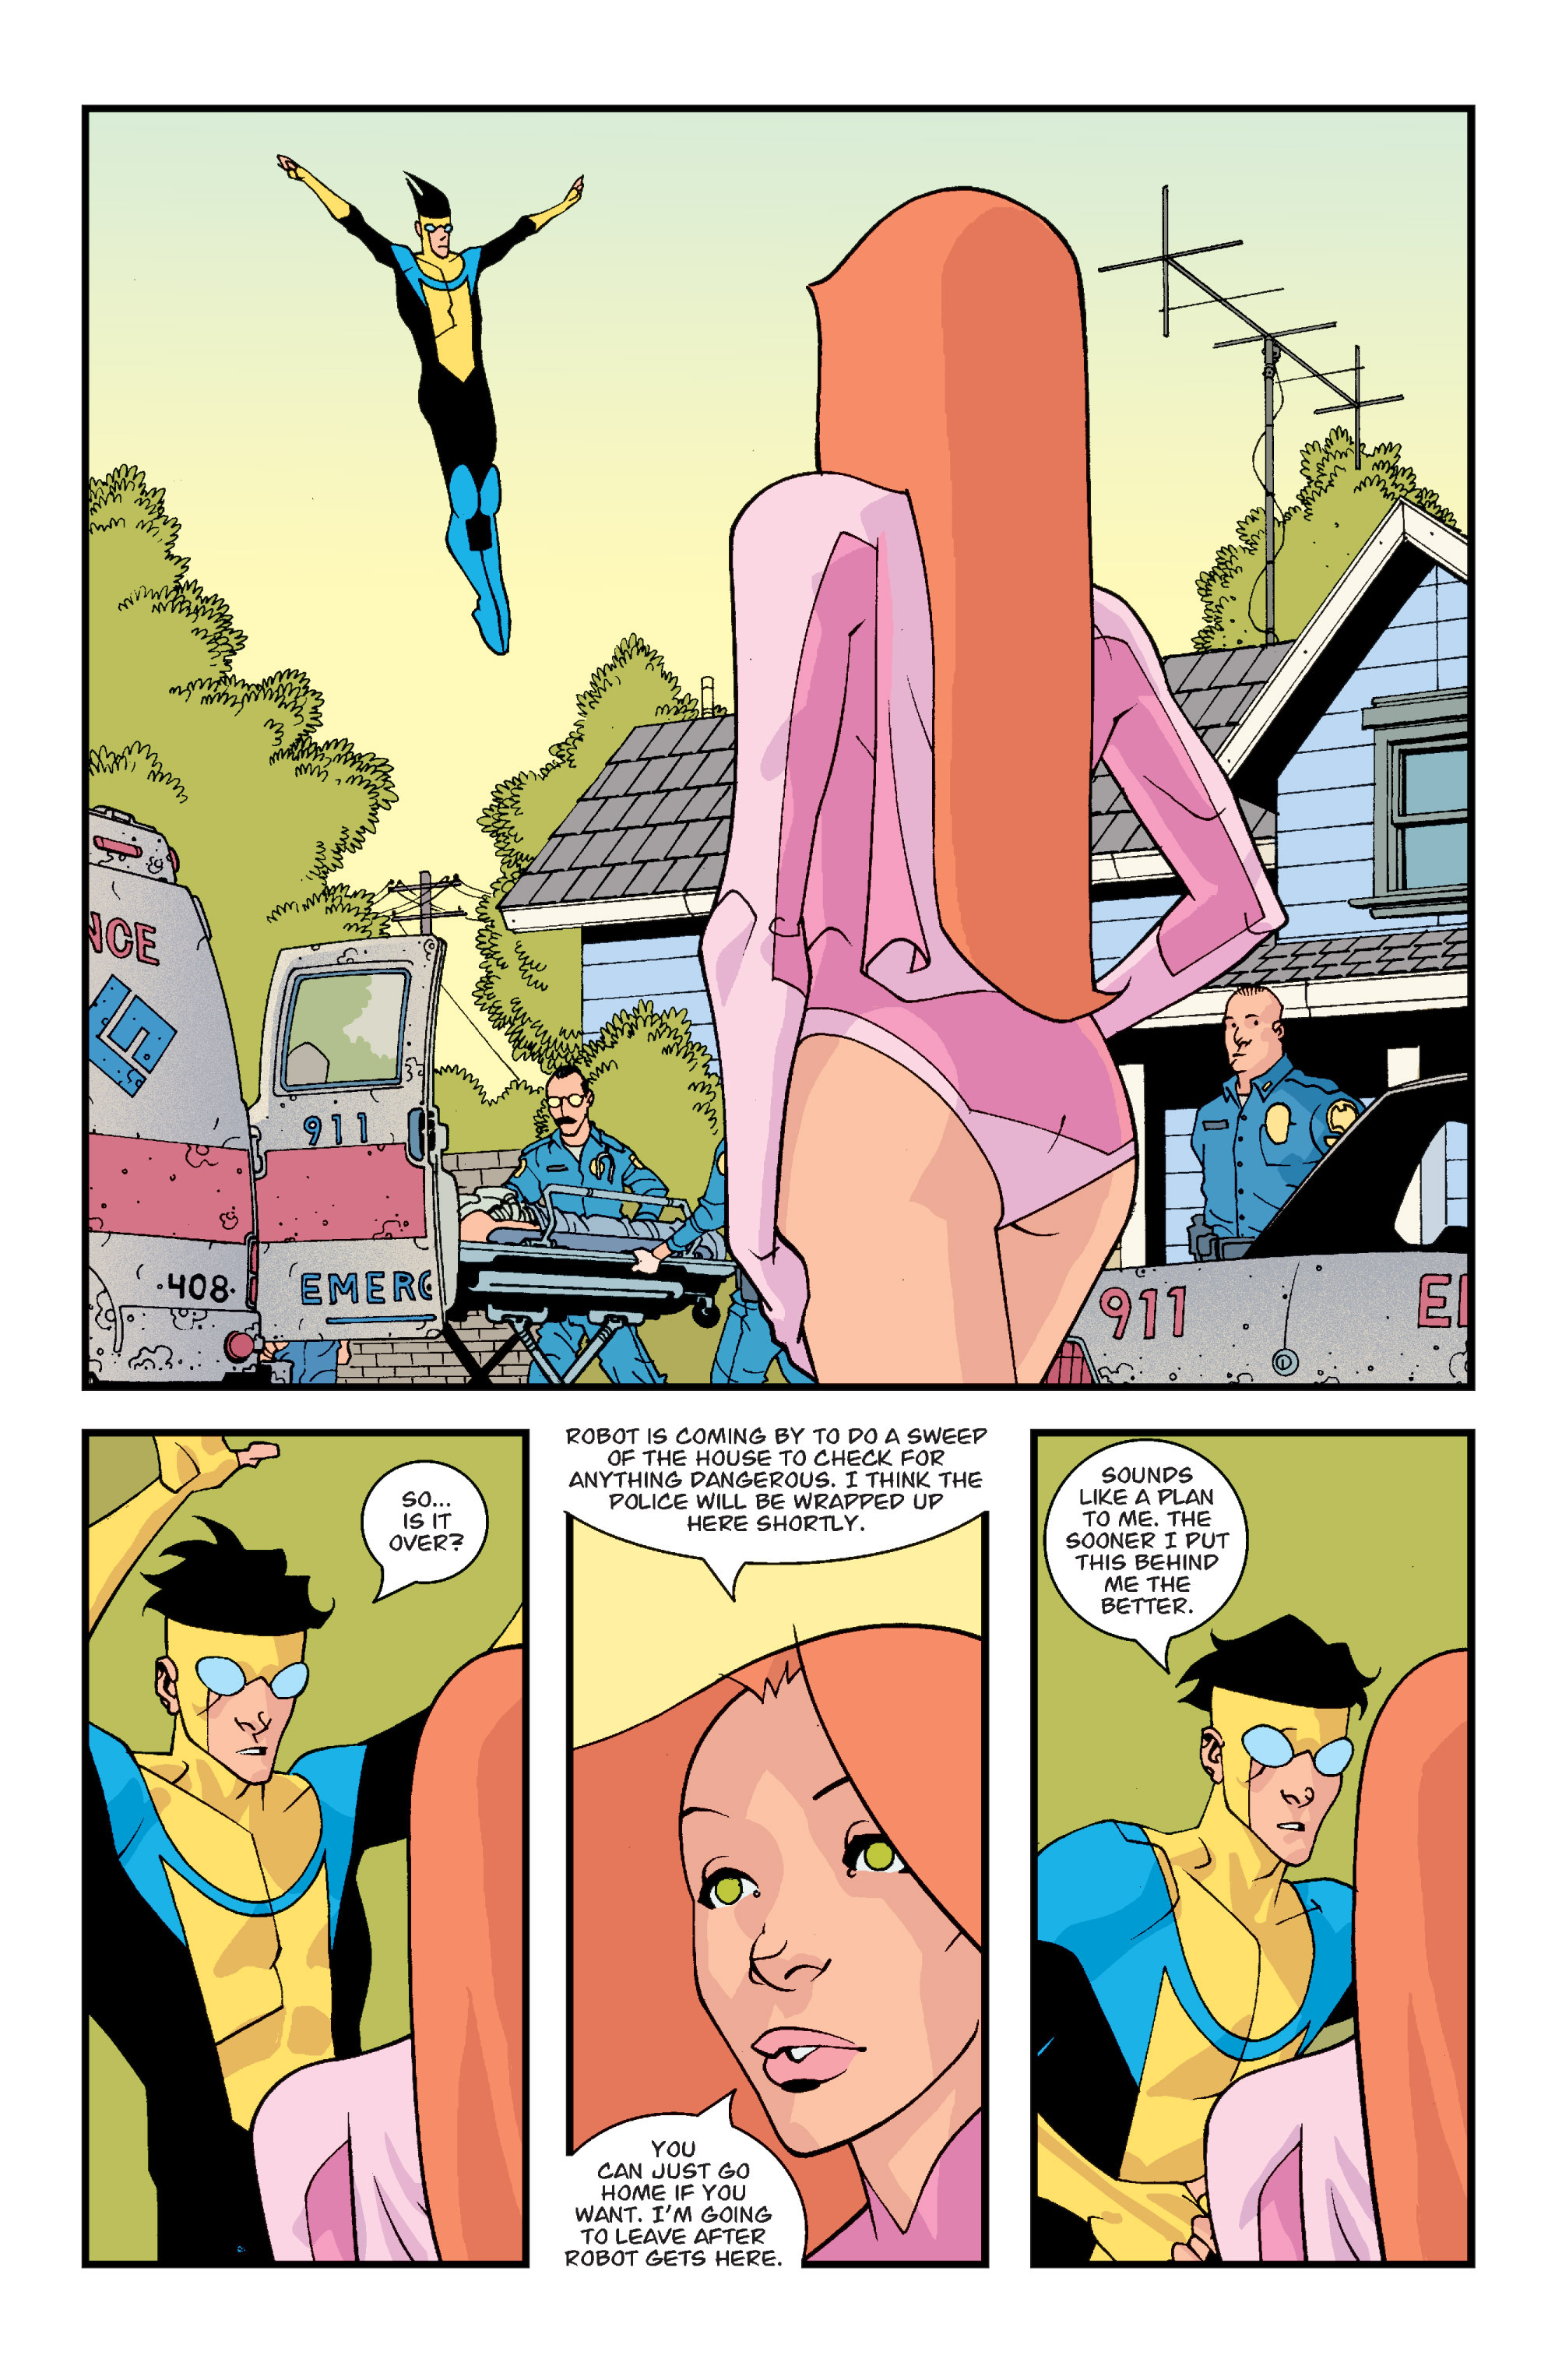 NCE
911
408
EMERG
911
E
SO...
IS IT
OVER?
ROBOT IS COMING BY TO DO A SWEEP
OF THE HOUSE TO CHECK FOR
ANYTHING DANGEROUS. I THINK THE
POLICE WILL BE WRAPPED UP
HERE SHORTLY.
YOU
CAN JUST GO
HOME IF YOU
WANT. I'M GOING
TO LEAVE AFTER
ROBOT GETS HERE.
SOUNDS
LIKE A PLAN
TO ME. THE
SOONER I PUT
THIS BEHIND
ME THE
BETTER.